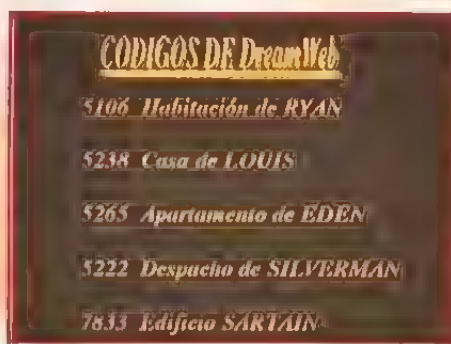 CODIGOS DE DreamWeb
5106 Habitación de RYAN
5238 Casa de LOUIS
5265 Apartamento de EDEN
5222 Despacho de SILVERMAN
7833 Edificio SARTAIN